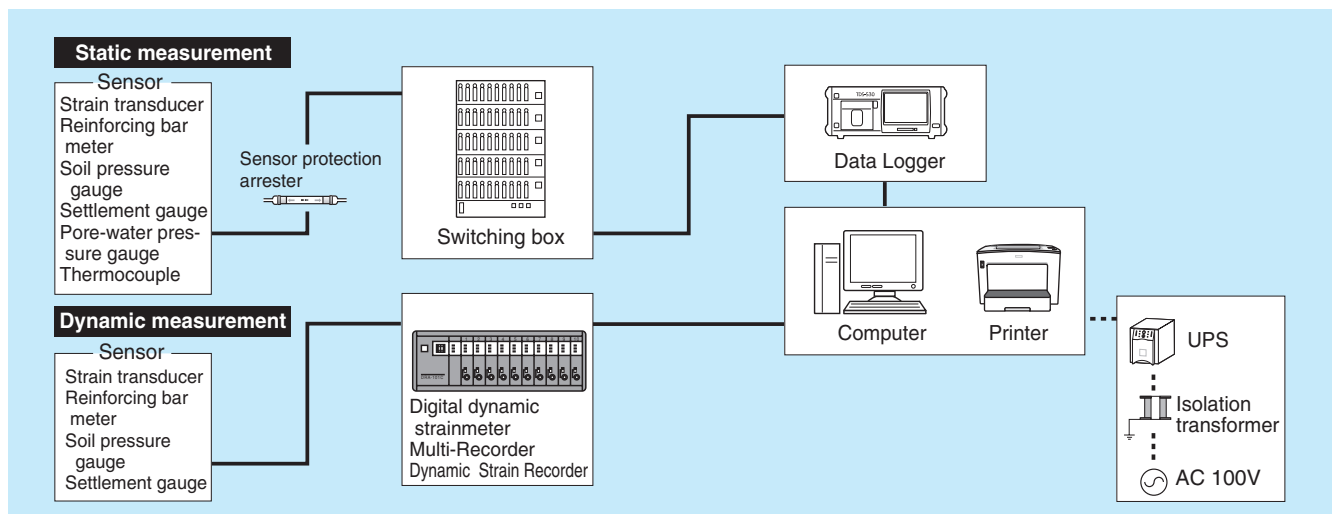 Static measurement
Sensor
Strain transducer
Reinforcing bar
meter
Soil pressure
gauge
Settlement gauge
Pore-water pres-
sure gauge
Thermocouple
Sensor protection
arrester
Switching box
TDS-530
Data Logger
Computer
Printer
Dynamic measurement
Sensor
Strain transducer
Reinforcing bar
meter
Soil pressure
gauge
Settlement gauge
Digital dynamic
strainmeter
Multi-Recorder
Dynamic Strain Recorder
UPS
Isolation
transformer
AC 100V